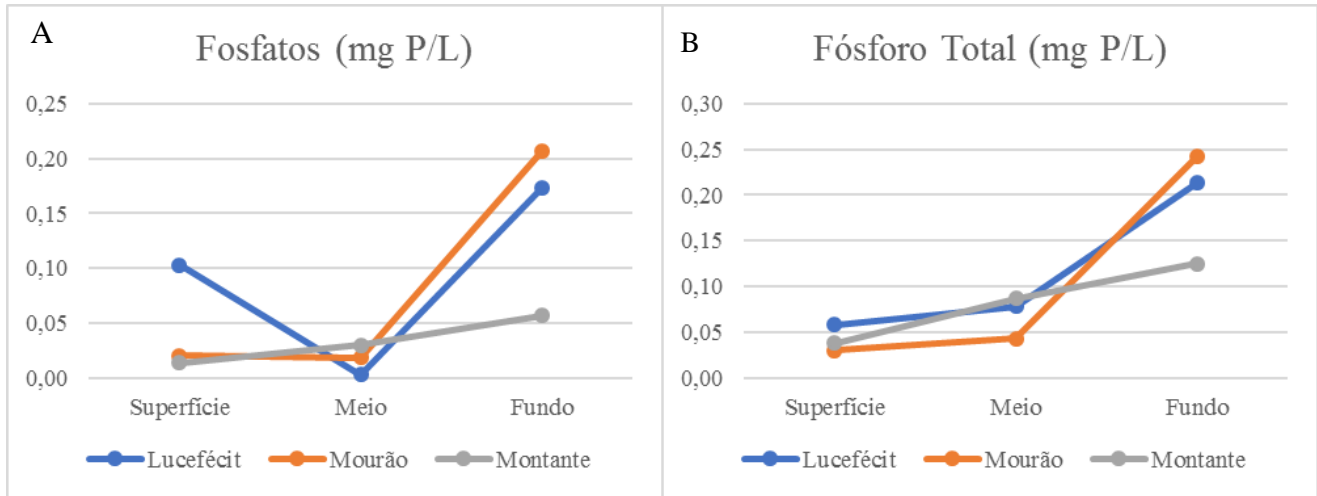 A
Fosfatos (mg P/L)
0,25
0,20
0,15
0,10
0,05
0,00
Superfície Meio Fundo
Lucefécit Mourão Montante
B
Fósforo Total (mg P/L)
0,30
0,25
0,20
0,15
0,10
0,05
0,00
Superfície Meio Fundo
Lucefécit Mourão Montante